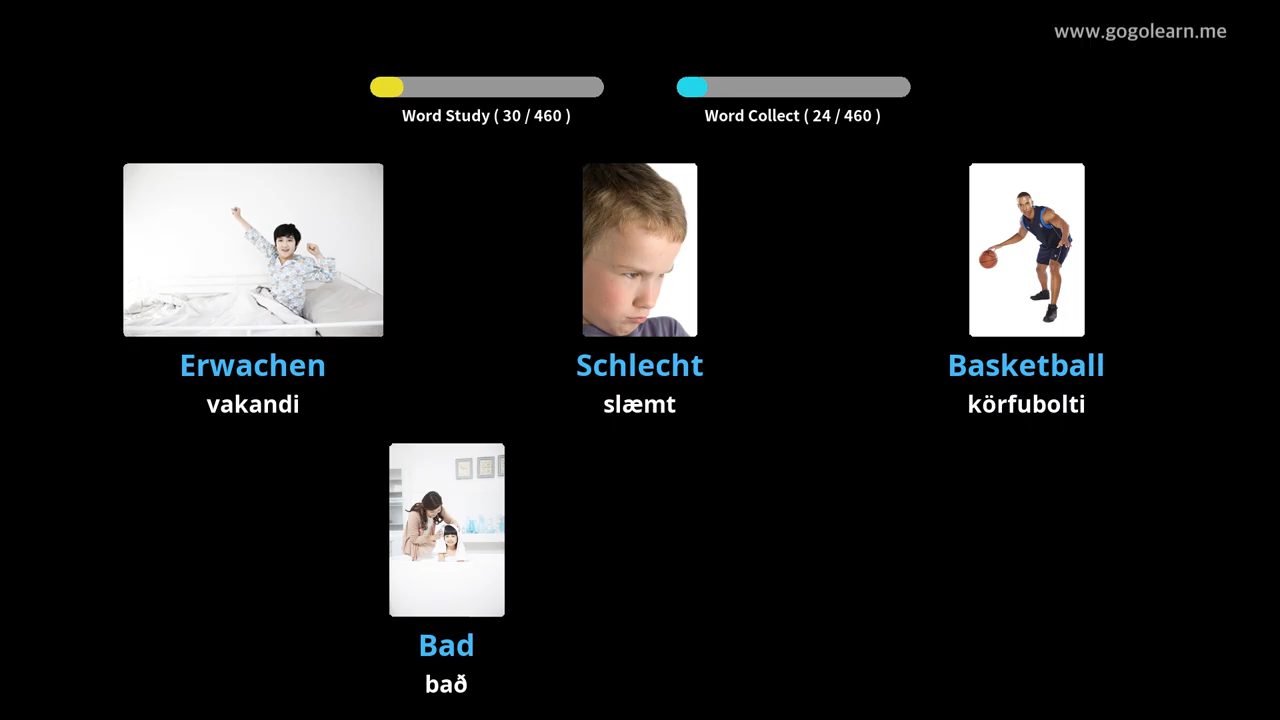 www.gogolearn.me
Word Study ( 30 / 460 )
Word Collect ( 24 / 460 )
Erwachen
vakandi
Schlecht
slæmt
Basketball
körfubolti
Bad
bað